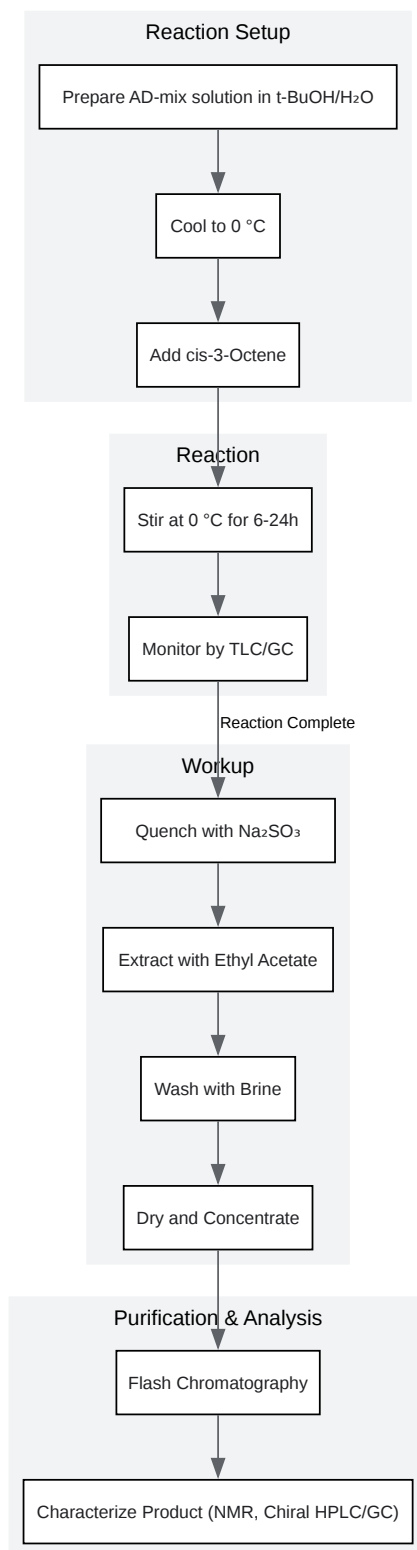 Reaction Setup
Prepare AD-mix solution in t-BuOH/H₂O
Cool to 0 °C
Add cis-3-Octene
Reaction
Stir at 0 °C for 6-24h
Monitor by TLC/GC
Reaction Complete
Workup
Quench with Na₂SO₃
Extract with Ethyl Acetate
Wash with Brine
Dry and Concentrate
Purification & Analysis
Flash Chromatography
Characterize Product (NMR, Chiral HPLC/GC)